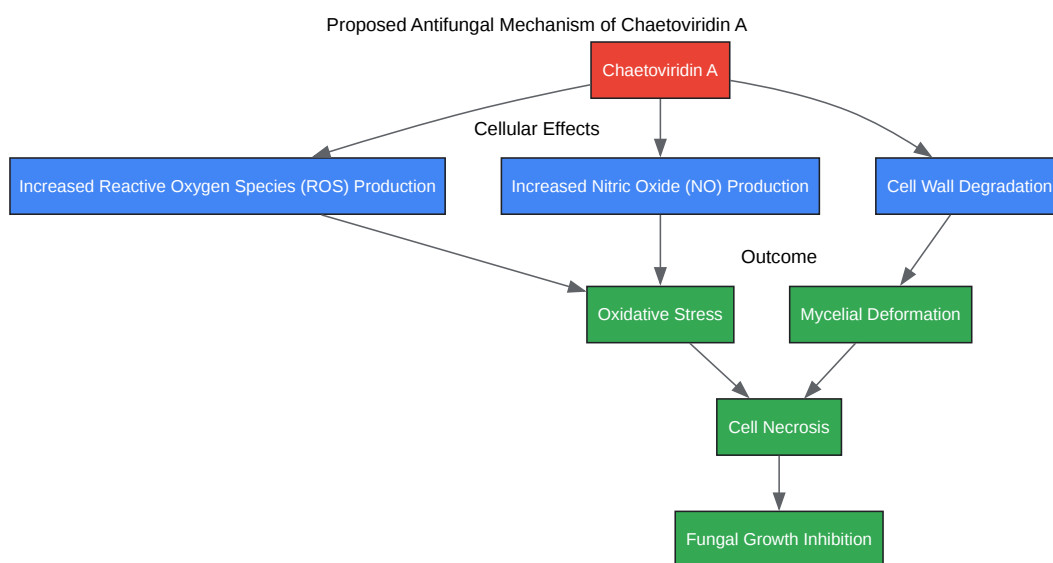 Proposed Antifungal Mechanism of Chaetoviridin A
Chaetoviridin A
Cellular Effects
Increased Reactive Oxygen Species (ROS) Production
Increased Nitric Oxide (NO) Production
Cell Wall Degradation
Outcome
Oxidative Stress
Mycelial Deformation
Cell Necrosis
Fungal Growth Inhibition